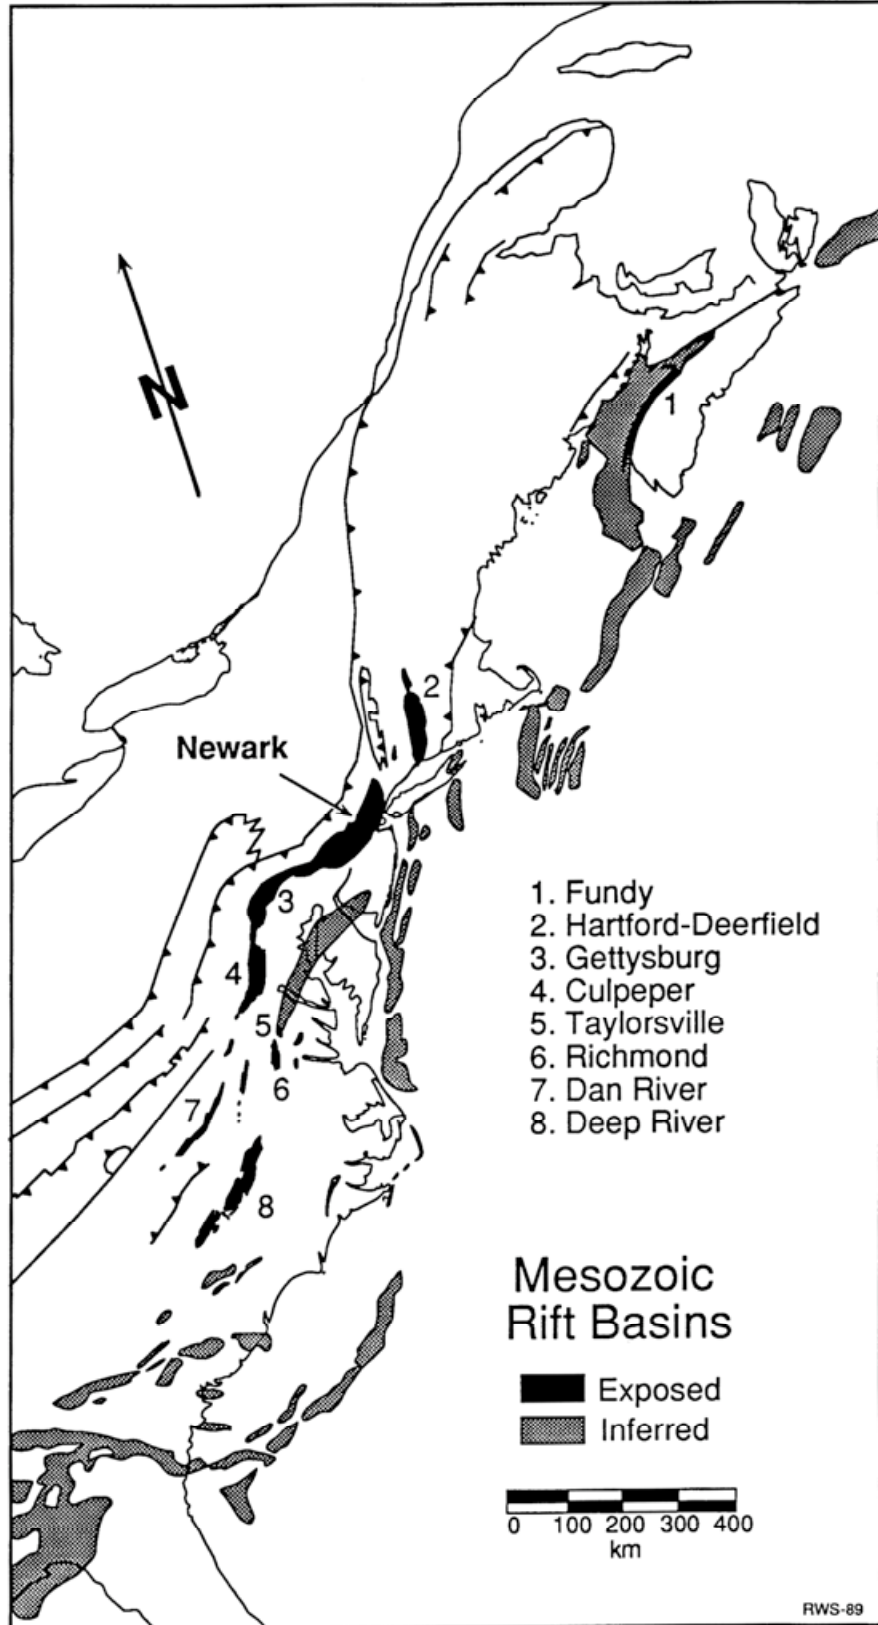 N
1
2
Newark
3
4
5
6
7
8
1. Fundy
2. Hartford-Deerfield
3. Gettysburg
4. Culpeper
5. Taylorsville
6. Richmond
7. Dan River
8. Deep River
Mesozoic
Rift Basins
Exposed
Inferred
0 100 200 300 400
km
RWS-89